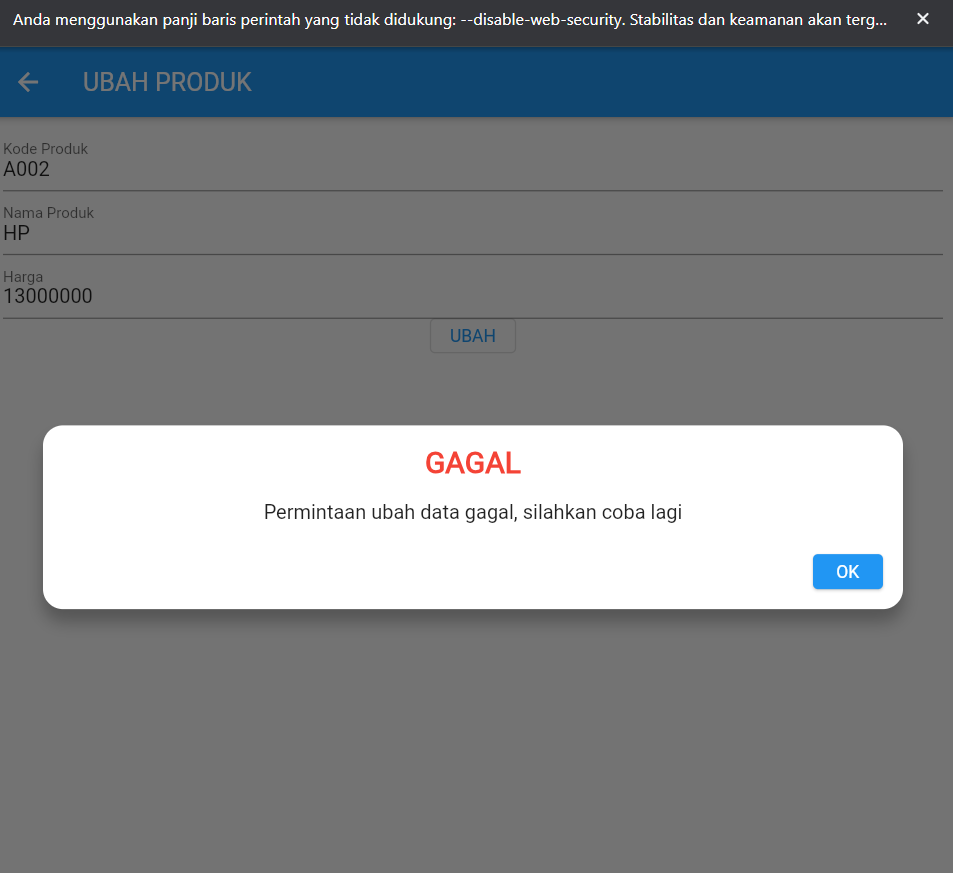 Anda menggunakan panji baris perintah yang tidak didukung: --disable-web-security. Stabilitas dan keamanan akan terg...
UBAH PRODUK
Kode Produk
A002
Nama Produk
HP
Harga
13000000
UBAH
GAGAL
Permintaan ubah data gagal, silahkan coba lagi
OK